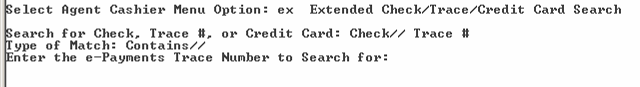 Select Agent Cashier Menu Option: ex  Extended Check/Trace/Credit Card Search
Search for Check, Trace #, or Credit Card: Check// Trace #
Type of Match: Contains//
Enter the e-Payments Trace Number to Search for: